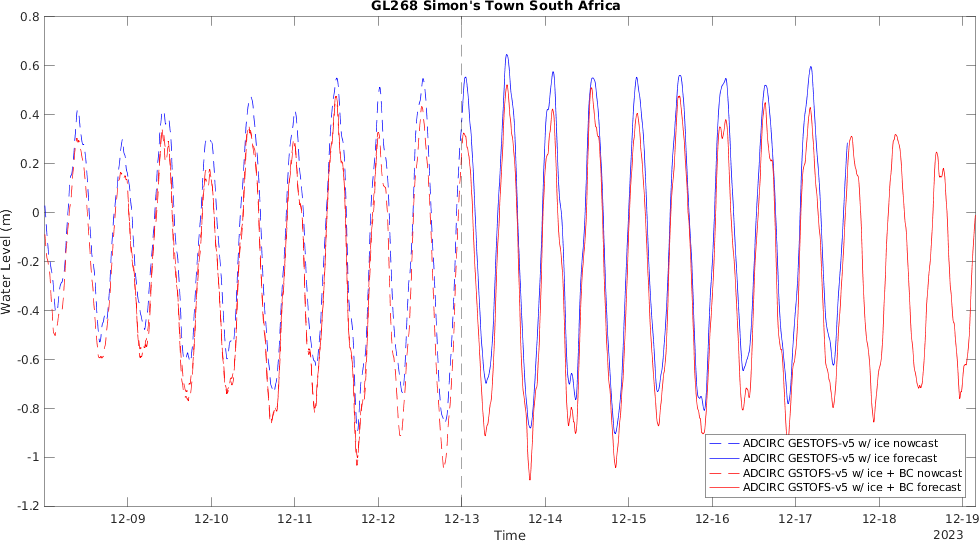 GL268 Simon's Town South Africa
0.8
0.6
0.4
0.2
0
-0.2
-0.4
-0.6
-0.8
-1
-1.2
Water Level (m)
ADCIRC GESTOFS-v5 w/ ice nowcast
ADCIRC GESTOFS-v5 w/ ice forecast
ADCIRC GSTOFS-v5 w/ ice + BC nowcast
ADCIRC GSTOFS-v5 w/ ice + BC forecast
12-09 12-10 12-11 12-12 12-13 12-14 12-15 12-16 12-17 12-18 12-19
Time
2023